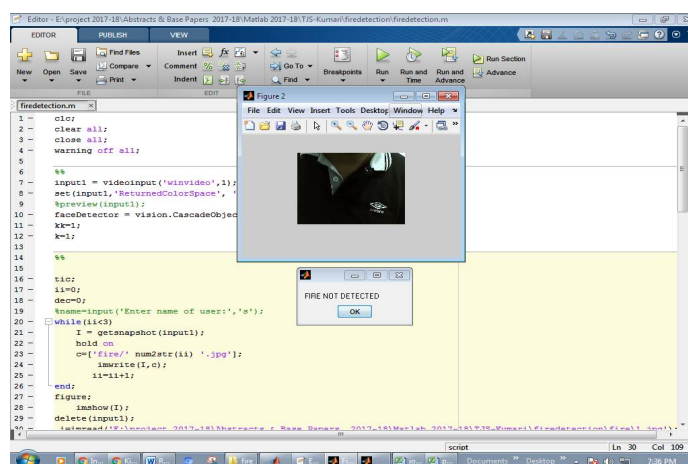 Editor - E:\project 2017-18\Abstracts & Base Papers 2017-18\Matlab 2017-18\TJS-Kumari\firedetection\firedetection.m
EDITOR PUBLISH VIEW
New Open Save Find Files Compare Print
Insert fx Comment Indent
Go To Find
Breakpoints
Run Run and Time Run and Advance
Run Section
Advance
FILE EDIT
firedetection.m
Figure 2
File Edit View Insert Tools Desktop Window Help
1 - clc;
2 - clear all;
3 - close all;
4 - warning off all;
5
6 %%
7 - input1 = videoinput('winvideo',1);
8 - set(input1,'ReturnedColorSpace', '
9 %preview(input1);
10 - faceDetector = vision.CascadeObjec
11 - kk=1;
12 - k=1;
13
14 %%
15
16 - tic;
17 - ii=0;
18 - dec=0;
19 %name=input('Enter name of user:','s');
20 - while(ii<3)
21 - I = getsnapshot(input1);
22 - hold on
23 - c=['fire/' num2str(ii) '.jpg'];
24 - imwrite(I,c);
25 - ii=ii+1;
26 - end;
27 - figure;
28 - imshow(I);
29 - delete(input1);
FIRE NOT DETECTED
OK
script Ln 30 Col 109
fire
Documents Desktop 7:36 PM